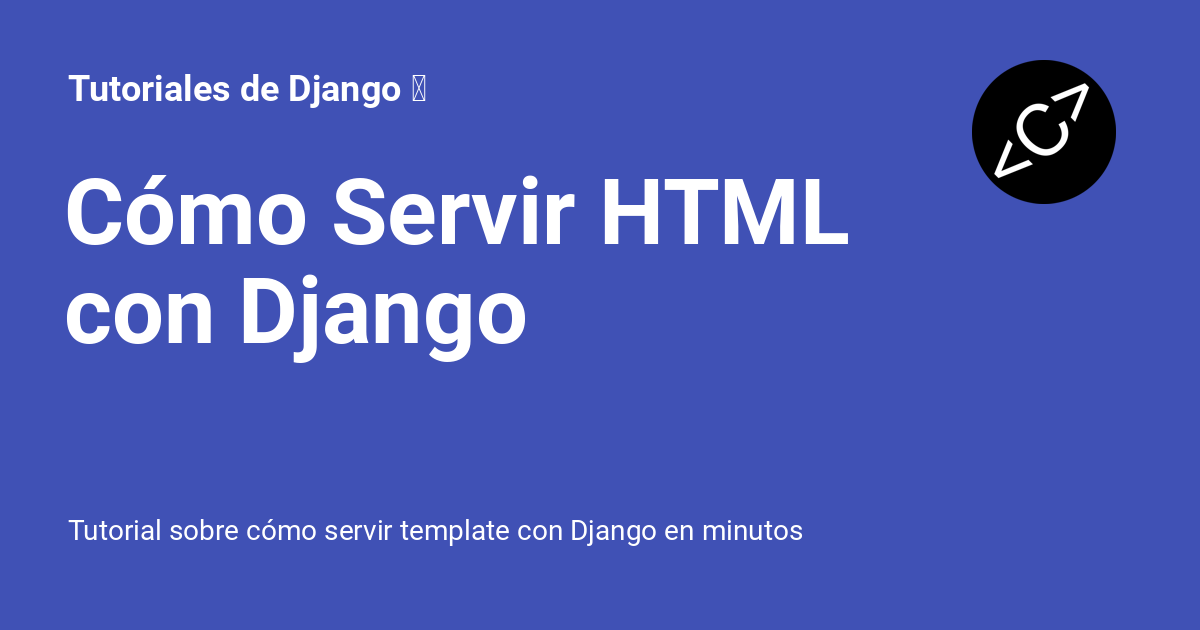 Tutoriales de Django
Cómo Servir HTML
con Django
Tutorial sobre cómo servir template con Django en minutos
<C>